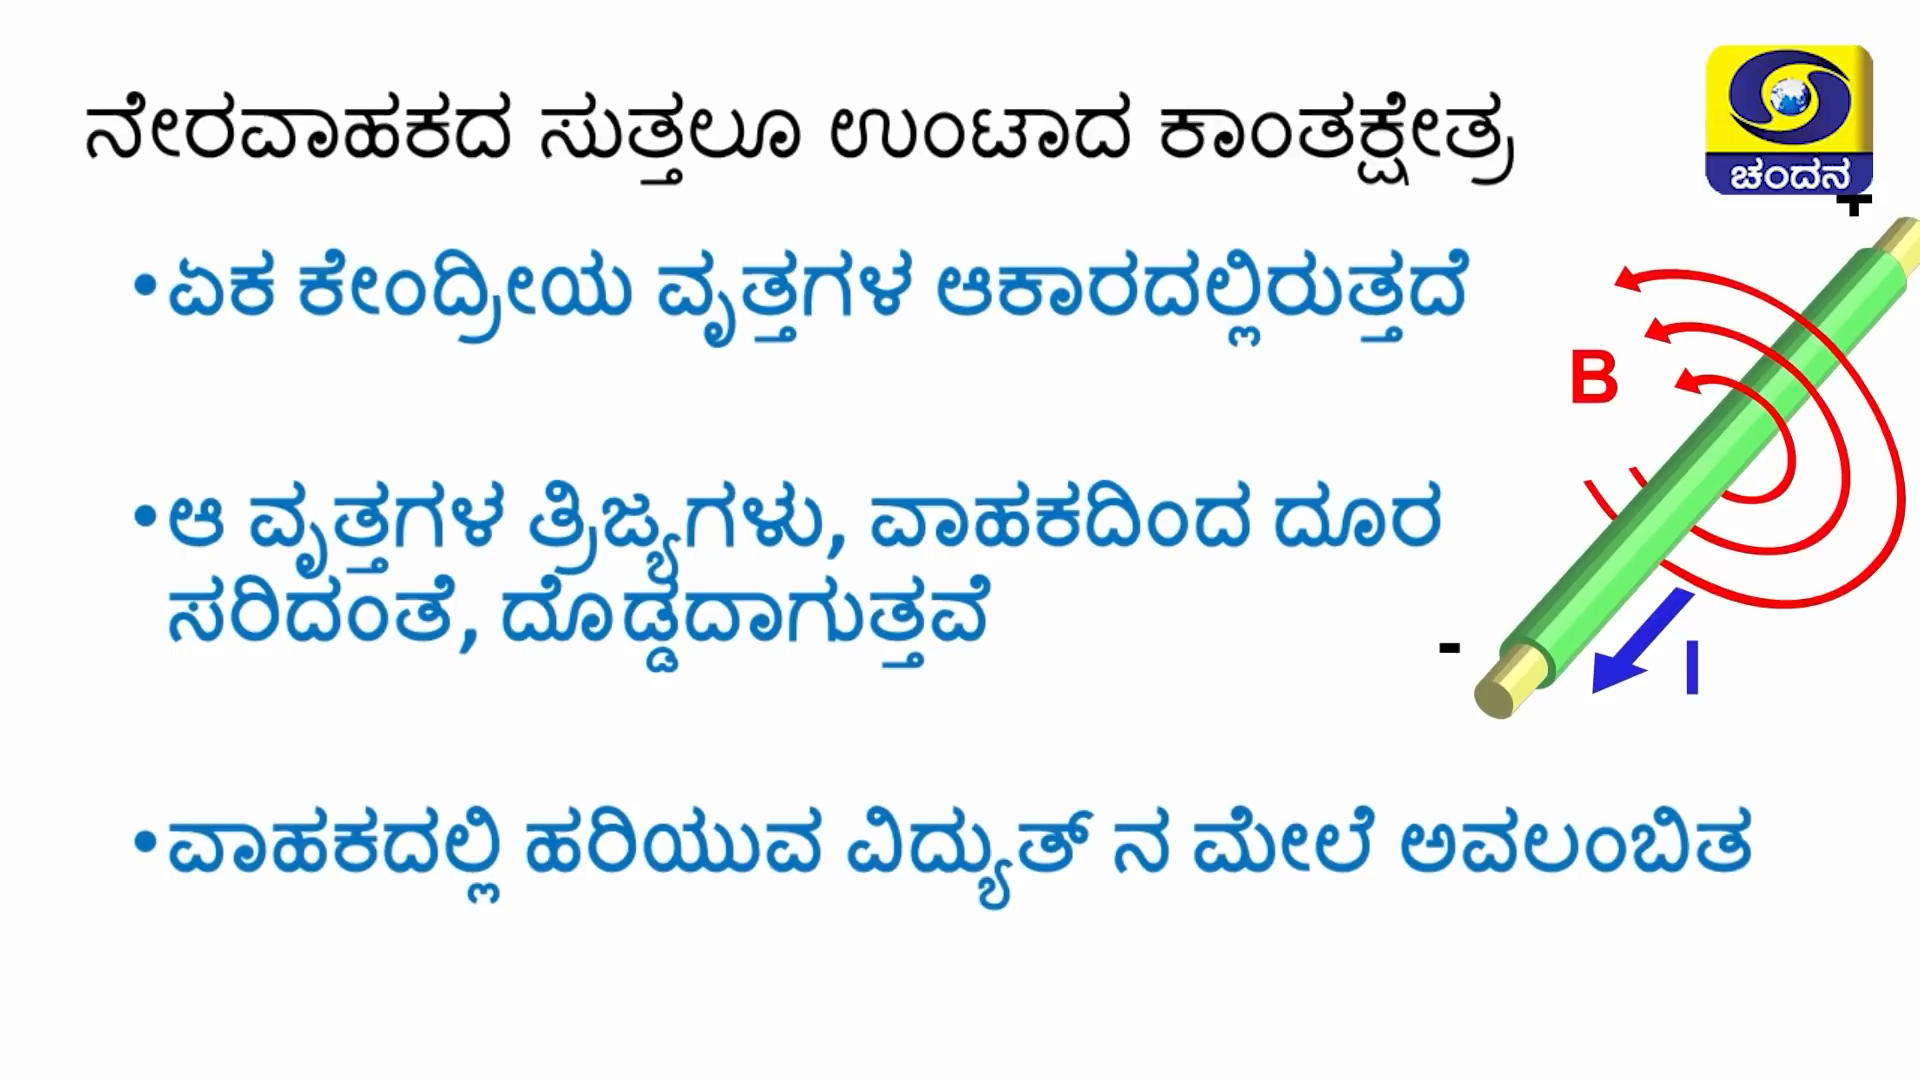 ನೇರವಾಹಕದ ಸುತ್ತಲೂ ಉಂಟಾದ ಕಾಂತಕ್ಷೇತ್ರ
ಚಂದನ
+
•ಏಕ ಕೇಂದ್ರೀಯ ವೃತ್ತಗಳ ಆಕಾರದಲ್ಲಿರುತ್ತದೆ
B
•ಆ ವೃತ್ತಗಳ ತ್ರಿಜ್ಯಗಳು, ವಾಹಕದಿಂದ ದೂರ
ಸರಿದಂತೆ, ದೊಡ್ಡದಾಗುತ್ತವೆ
-
I
•ವಾಹಕದಲ್ಲಿ ಹರಿಯುವ ವಿದ್ಯುತ್ ನ ಮೇಲೆ ಅವಲಂಬಿತ